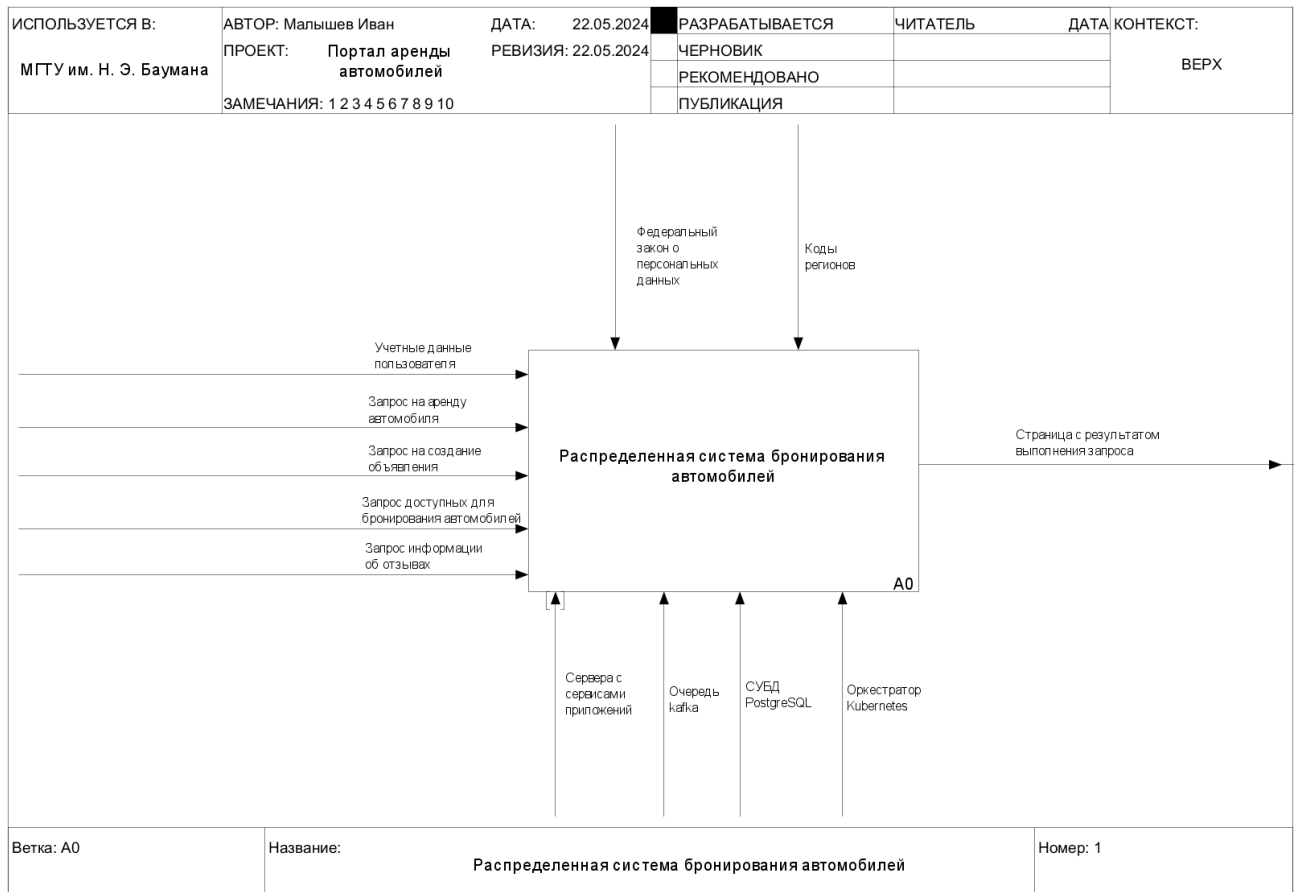 ИСПОЛЬЗУЕТСЯ В:
МГТУ им. Н. Э. Баумана
АВТОР: Малышев Иван
ДАТА: 22.05.2024
ПРОЕКТ: Портал аренды
автомобилей
РЕВИЗИЯ: 22.05.2024
ЗАМЕЧАНИЯ: 1 2 3 4 5 6 7 8 9 10
РАЗРАБАТЫВАЕТСЯ
ЧЕРНОВИК
РЕКОМЕНДОВАНО
ПУБЛИКАЦИЯ
ЧИТАТЕЛЬ
ДАТА
КОНТЕКСТ:
ВЕРХ
Федеральный
закон о
персональных
данных
Коды
регионов
Учетные данные
пользователя
Запрос на аренду
автомобиля
Запрос на создание
объявления
Запрос доступных для
бронирования автомобилей
Запрос информации
об отзывах
Распределенная система бронирования
автомобилей
A0
Страница с результатом
выполнения запроса
Сервера с
сервисами
приложений
Очередь
kafka
СУБД
PostgreSQL
Оркестратор
Kubernetes
Ветка: A0
Название:
Распределенная система бронирования автомобилей
Номер: 1